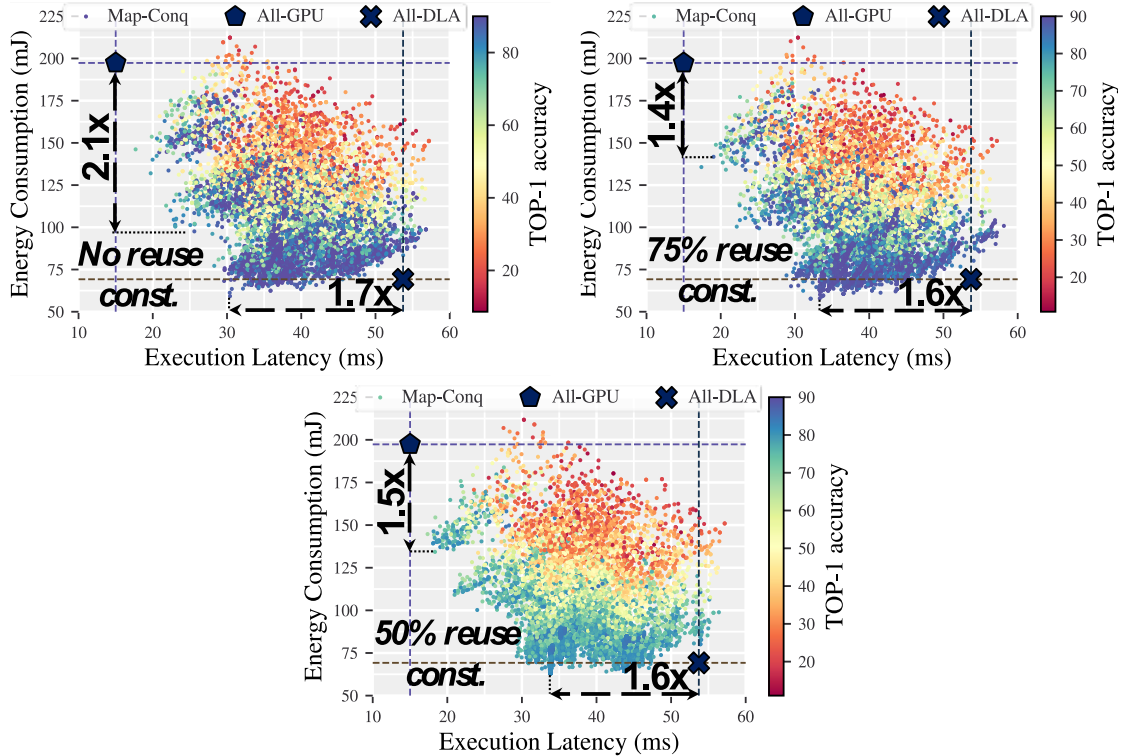 Map-Conq All-GPU All-DLA
Energy Consumption (mJ)
225
200
175
150
125
100
75
50
2.1x
No reuse
const.
1.7x
10 20 30 40 50 60
Execution Latency (ms)
80
60
40
20
TOP-1 accuracy
Map-Conq All-GPU All-DLA
Energy Consumption (mJ)
225
200
175
150
125
100
75
50
1.4x
75% reuse
const.
1.6x
10 20 30 40 50 60
Execution Latency (ms)
90
80
70
60
50
40
30
20
TOP-1 accuracy
Map-Conq All-GPU All-DLA
Energy Consumption (mJ)
225
200
175
150
125
100
75
50
1.5x
50% reuse
const.
1.6x
10 20 30 40 50 60
Execution Latency (ms)
90
80
70
60
50
40
30
20
TOP-1 accuracy